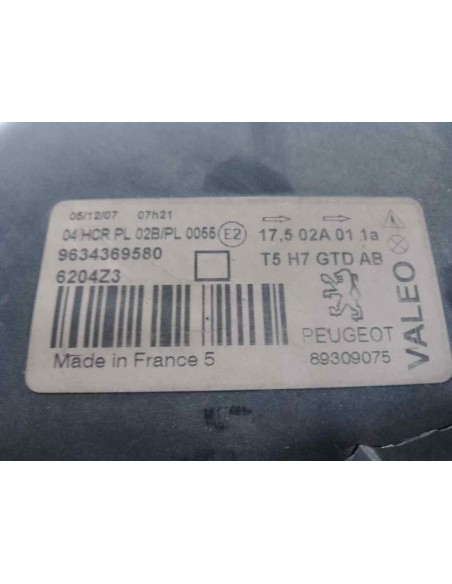 05/12/07 07h21
04 HCR PL 02B/PL 0055 E2 17,5 02A 01 1a
9634369580 T5 H7 GTD AB
6204Z3
PEUGEOT
Made in France 5 89309075
VALEO